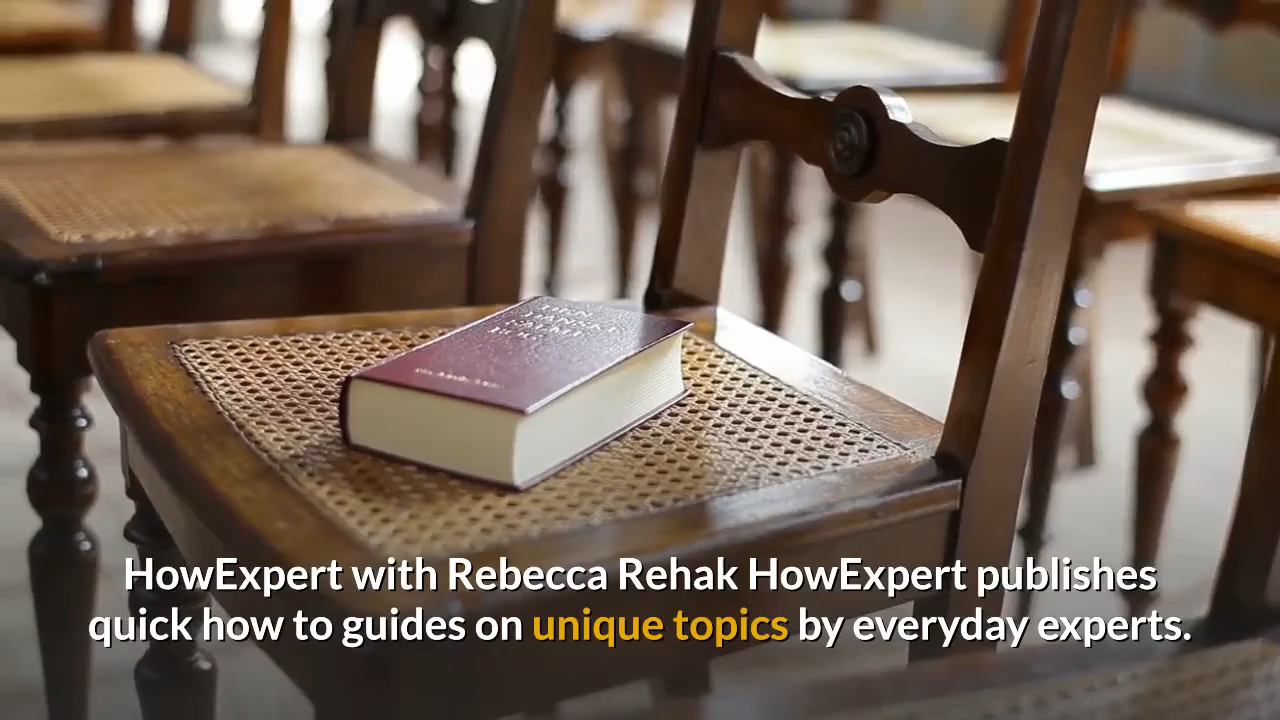 HowExpert with Rebecca Rehak HowExpert publishes
quick how to guides on unique topics by everyday experts.